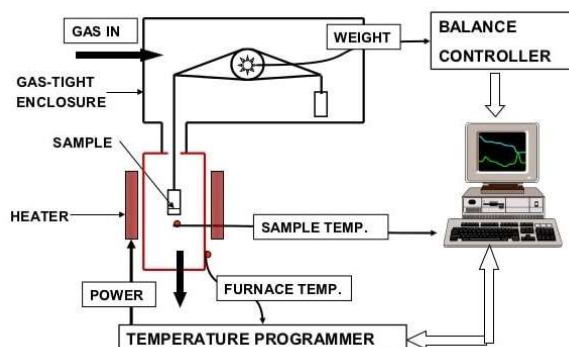 GAS IN
WEIGHT
BALANCE
CONTROLLER
GAS-TIGHT
ENCLOSURE
SAMPLE
HEATER
SAMPLE TEMP.
POWER
FURNACE TEMP.
TEMPERATURE PROGRAMMER